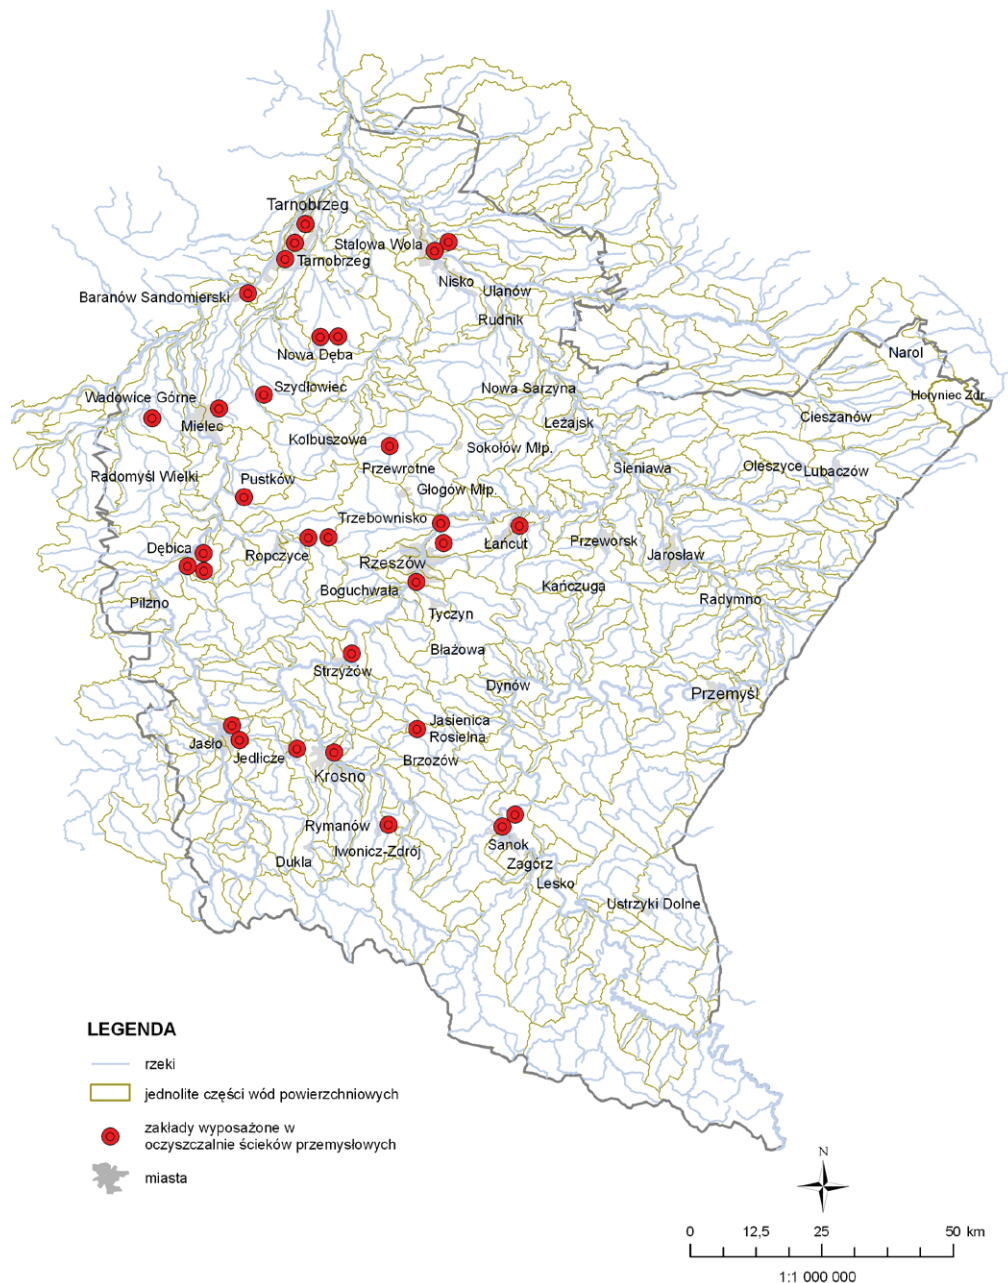 Tarnobrzeg
Stalowa Wola
Tarnobrzeg
Nisko
Ulanów
Baranów Sandomierski
Rudnik
Nowa Dęba
Narol
Szydłowiec
Nowa Sarzyna
Horyniec Zdr.
Wadowice Górne
Cieszanów
Mielec
Leżajsk
Kolbuszowa
Sokołów Młp.
Przewrotne
Sieniawa
Oleszyce
Lubaczów
Radomyśl Wielki
Pustków
Głogów Młp.
Trzebownisko
Dębica
Ropczyce
Łańcut
Przeworsk
Jarosław
Rzeszów
Boguchwała
Kańczuga
Radymno
Pilzno
Tyczyn
Błażowa
Strzyżów
Dynów
Przemyśl
Jasienica
Rosielna
Jasło
Jedlicze
Brzozów
Krosno
Rymanów
Iwonicz-Zdrój
Dukla
Sanok
Zagórz
Lesko
Ustrzyki Dolne
LEGENDA
rzeki
jednolite części wód powierzchniowych
zakłady wyposażone w
oczyszczalnie ścieków przemysłowych
miasta
N
0 12,5 25 50 km
1:1 000 000